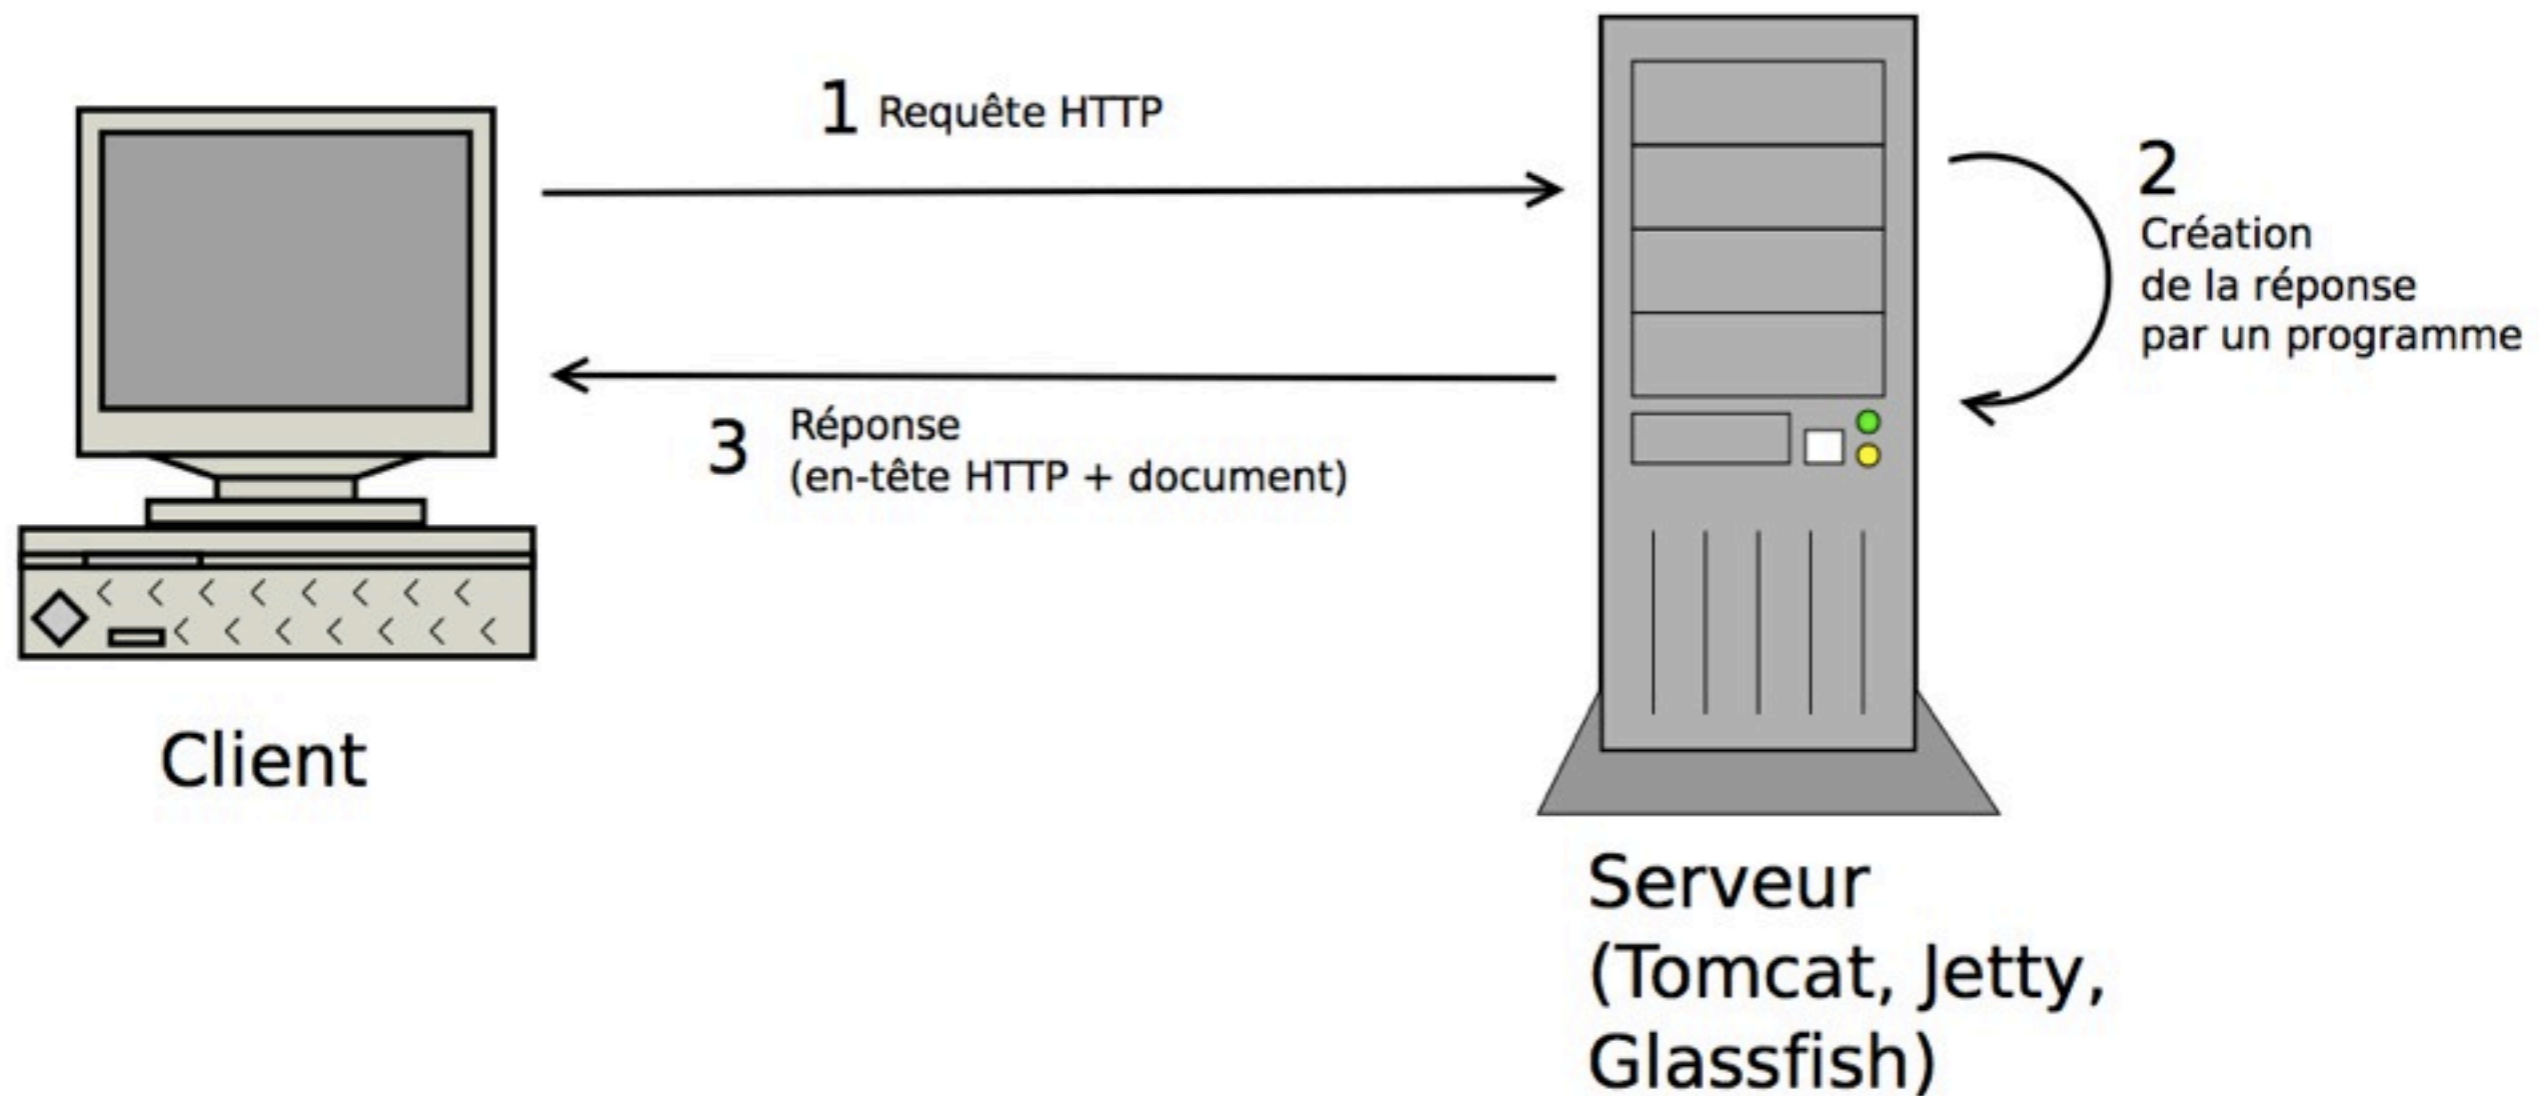 1 Requête HTTP
2
Création
de la réponse
par un programme
3
Réponse
(en-tête HTTP + document)
Client
Serveur
(Tomcat, Jetty,
Glassfish)